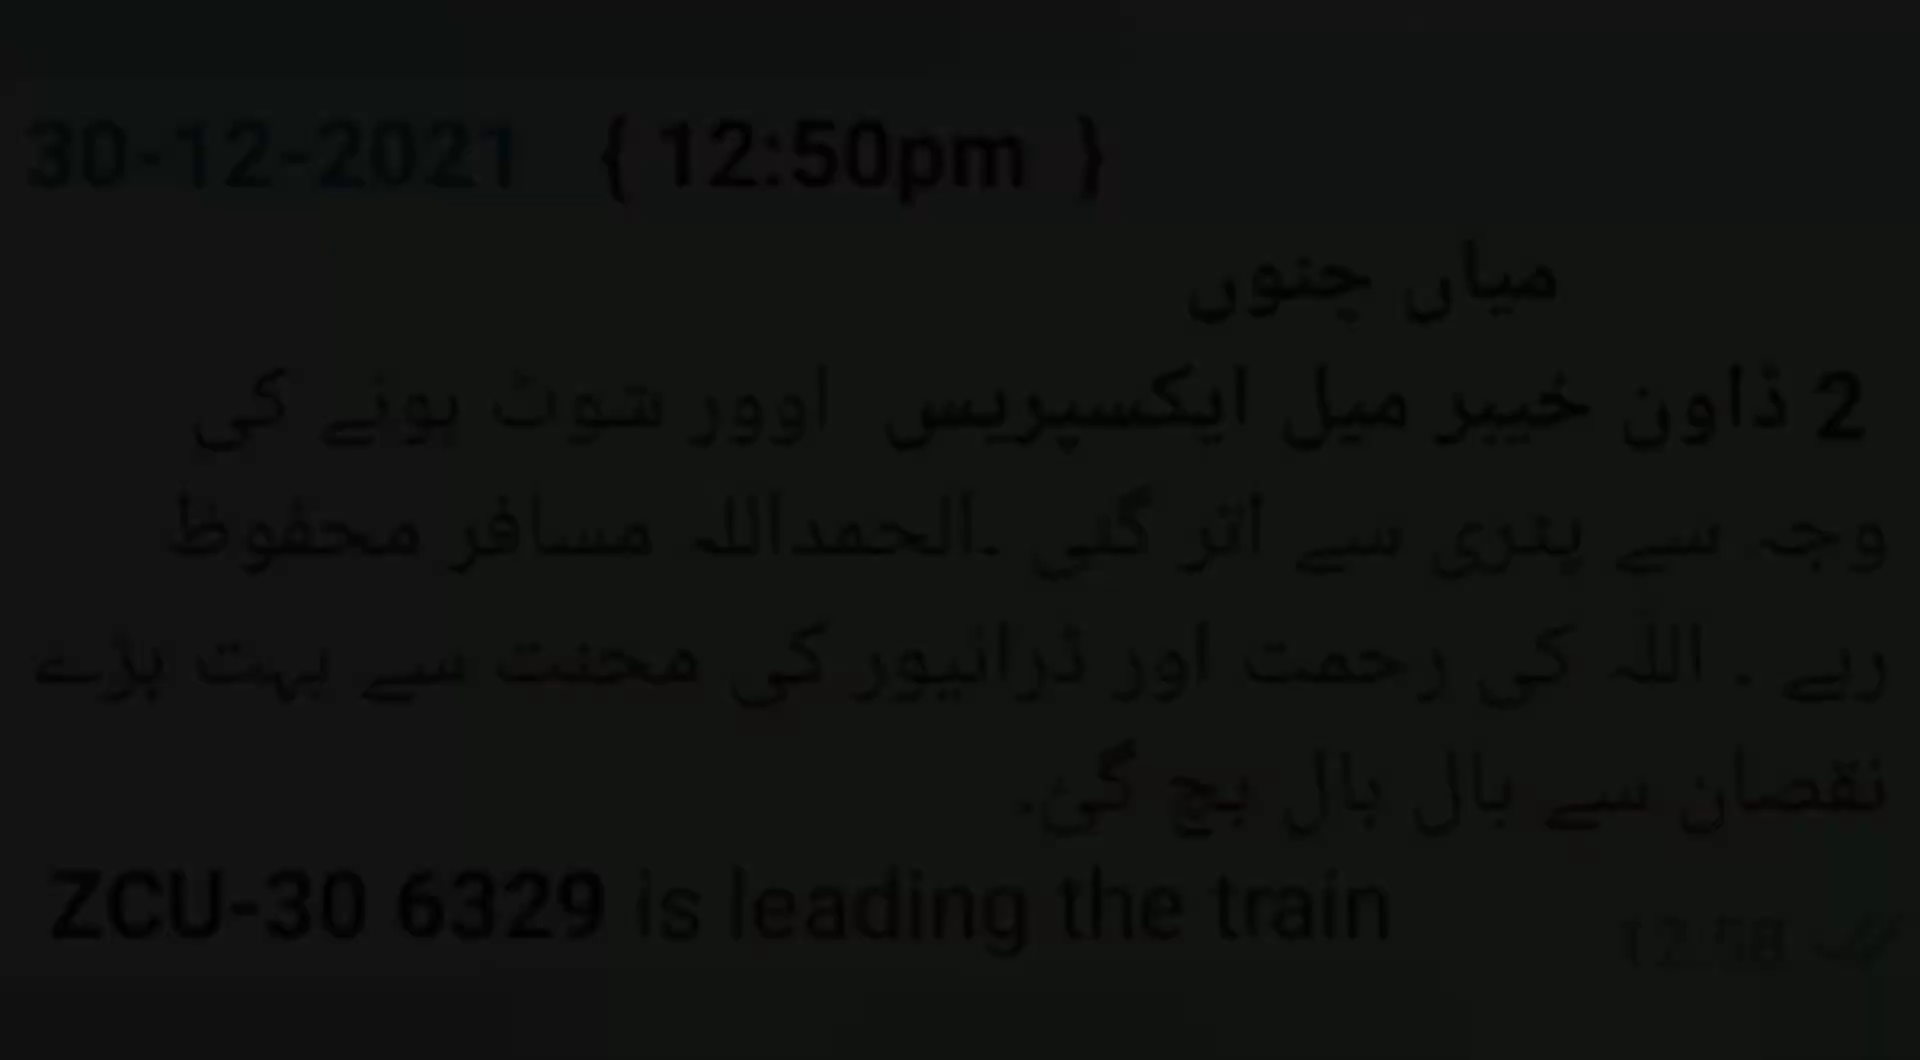 30-12-2021 { 12:50pm }
میاں چنوں
2 ڈاون خیبر میل ایکسپریس اوور شوٹ ہونے کی
وجہ سے پٹری سے اتر گئی ۔الحمداللہ مسافر محفوظ
رہے . اللہ کی رحمت اور ڈرائیور کی محنت سے بہت بڑے
نقصان سے بال بال بچ گئ۔
ZCU-30 6329 is leading the train
12:58